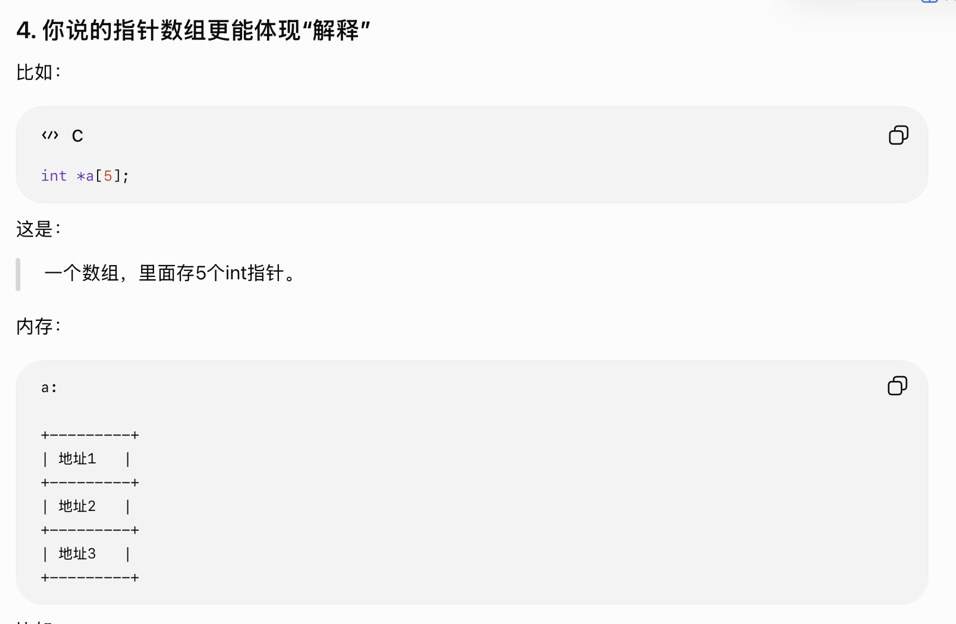 4. 你说的指针数组更能体现“解释”
比如：
</> C
int *a[5];
这是：
一个数组，里面存5个int指针。
内存：
a:
+---------+
| 地址1   |
+---------+
| 地址2   |
+---------+
| 地址3   |
+---------+